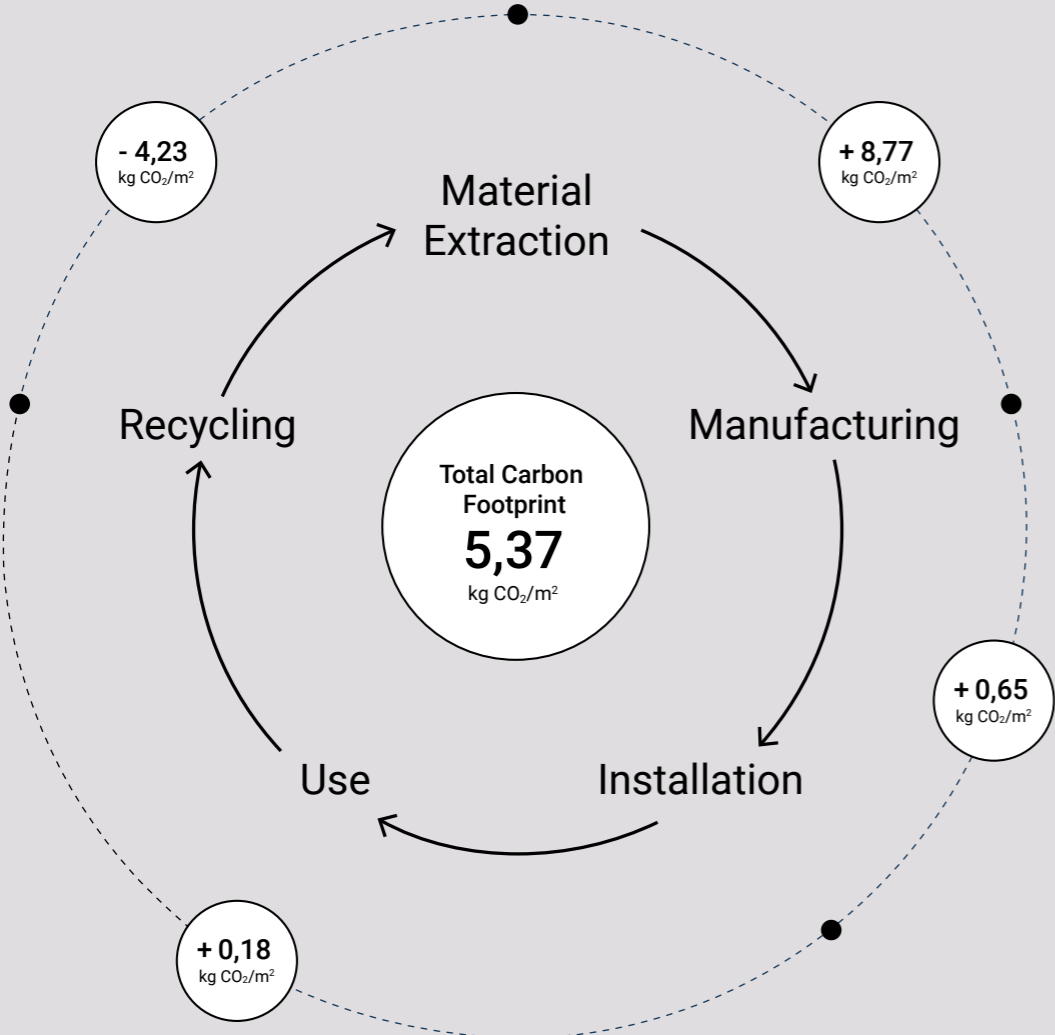 - 4,23
kg CO₂/m²
+ 8,77
kg CO₂/m²
Material
Extraction
Recycling
Manufacturing
Total Carbon
Footprint
5,37
kg CO₂/m²
+ 0,65
kg CO₂/m²
Use
Installation
+ 0,18
kg CO₂/m²